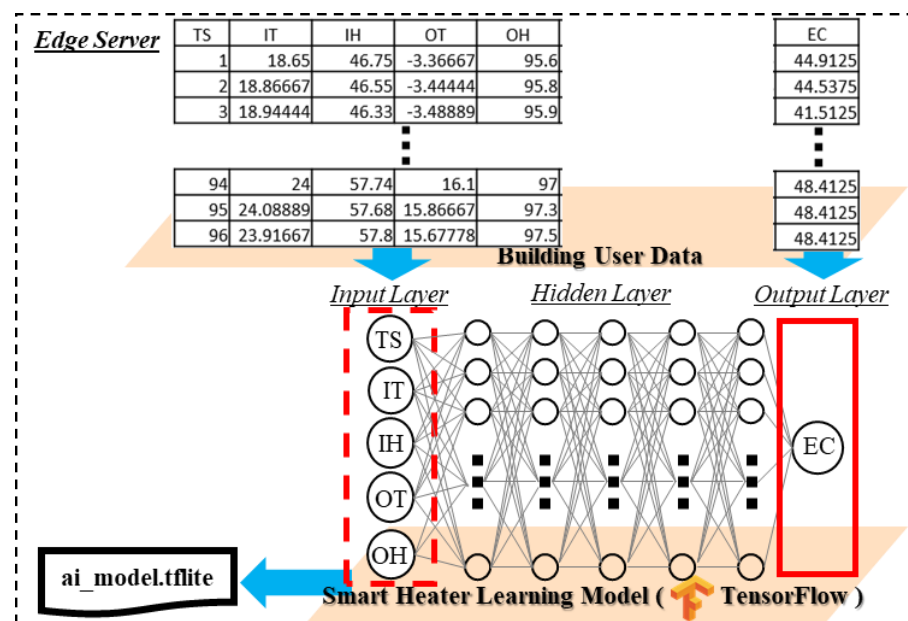 Edge Server
TS IT IH OT OH
1 18.65 46.75 -3.36667 95.6
2 18.86667 46.55 -3.44444 95.8
3 18.94444 46.33 -3.48889 95.9
94 24 57.74 16.1 97
95 24.08889 57.68 15.86667 97.3
96 23.91667 57.8 15.67778 97.5
EC
44.9125
44.5375
41.5125
48.4125
48.4125
48.4125
Building User Data
Input Layer
Hidden Layer
Output Layer
TS
IT
IH
OT
OH
EC
ai_model.tflite
Smart Heater Learning Model ( TensorFlow )